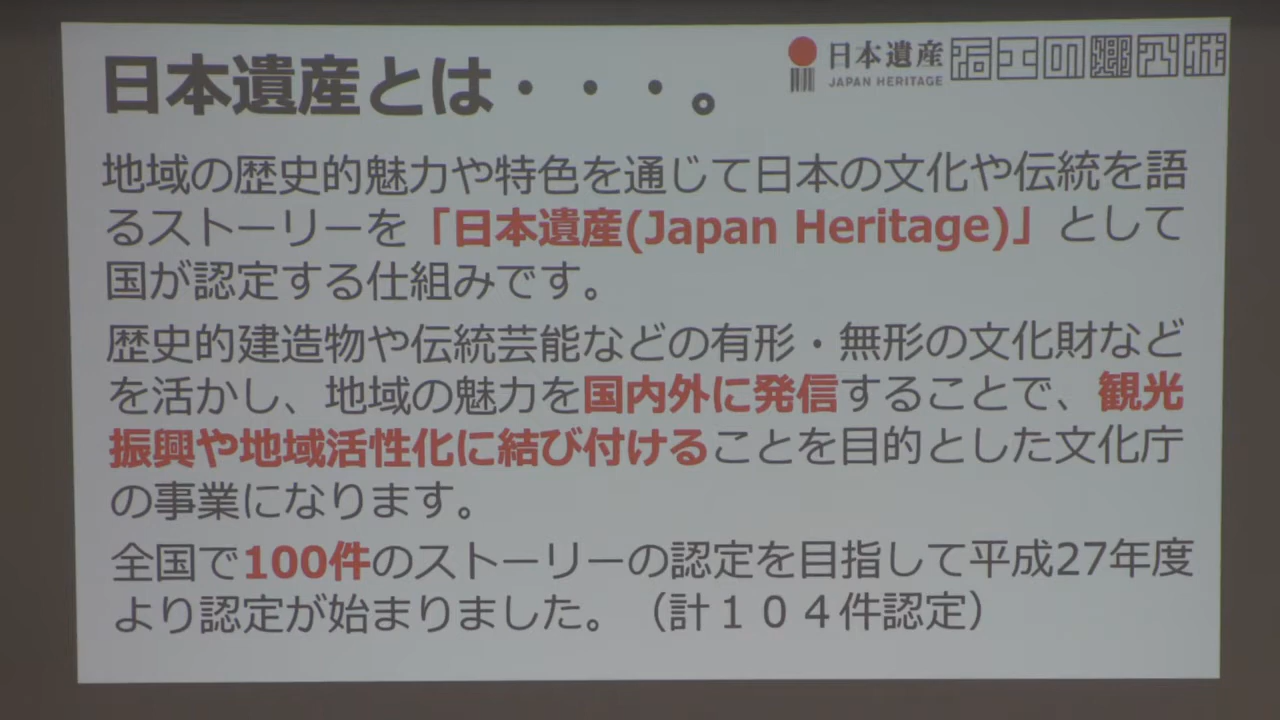 日本遺産とは・・・。
日本遺産
JAPAN HERITAGE
石工の郷八代
地域の歴史的魅力や特色を通じて日本の文化や伝統を語
るストーリーを「日本遺産(Japan Heritage)」として
国が認定する仕組みです。
歴史的建造物や伝統芸能などの有形・無形の文化財など
を活かし、地域の魅力を国内外に発信することで、観光
振興や地域活性化に結び付けることを目的とした文化庁
の事業になります。
全国で100件のストーリーの認定を目指して平成27年度
より認定が始まりました。（計１０４件認定）